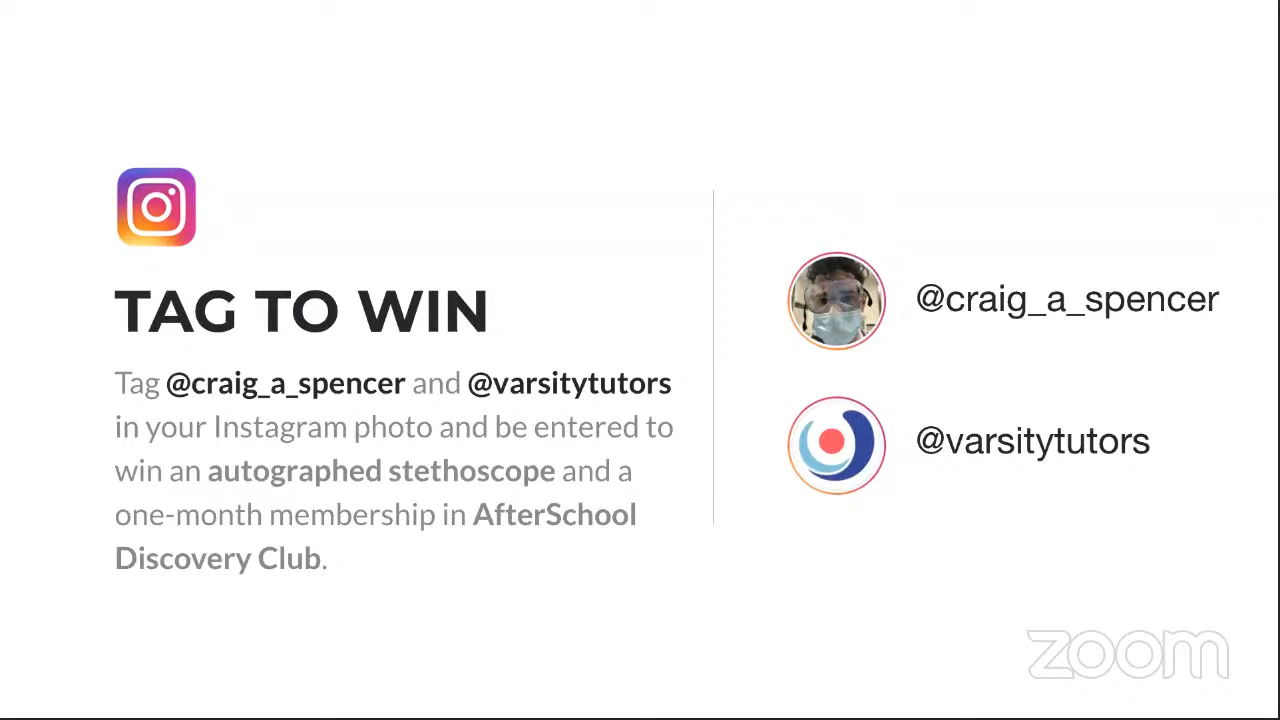 TAG TO WIN
Tag @craig_a_spencer and @varsitytutors
in your Instagram photo and be entered to
win an autographed stethoscope and a
one-month membership in AfterSchool
Discovery Club.
@craig_a_spencer
@varsitytutors
zoom